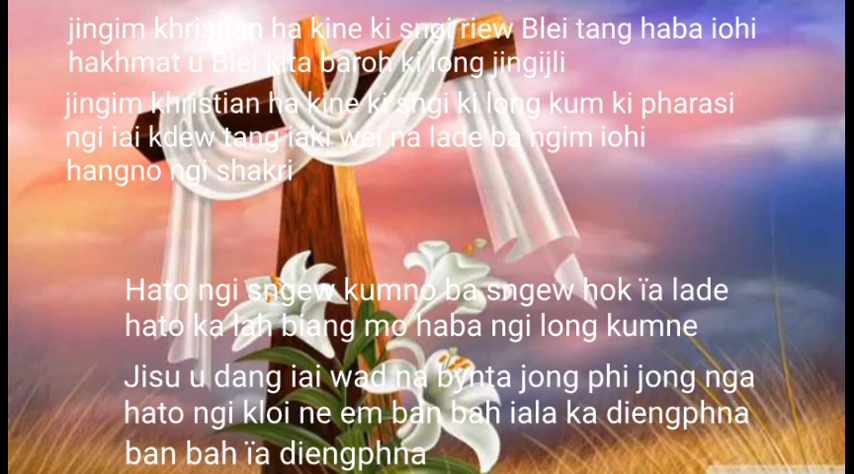 jingim khristian ha kine ki sngi riew Blei tang haba iohi
hakhmat u Blei kita baroh ki long jingijli
jingim khristian ha kine ki sngi ki long kum ki pharasi
ngi iai kdew tang iaki wei na lade ba ngim iohi
hangno ngi shakri
Hato ngi sngew kumno ba sngew hok ïa lade
hato ka lah biang mo haba ngi long kumne
Jisu u dang iai wad na bynta jong phi jong nga
hato ngi kloi ne em ban bah iala ka diengphna
ban bah ïa diengphna